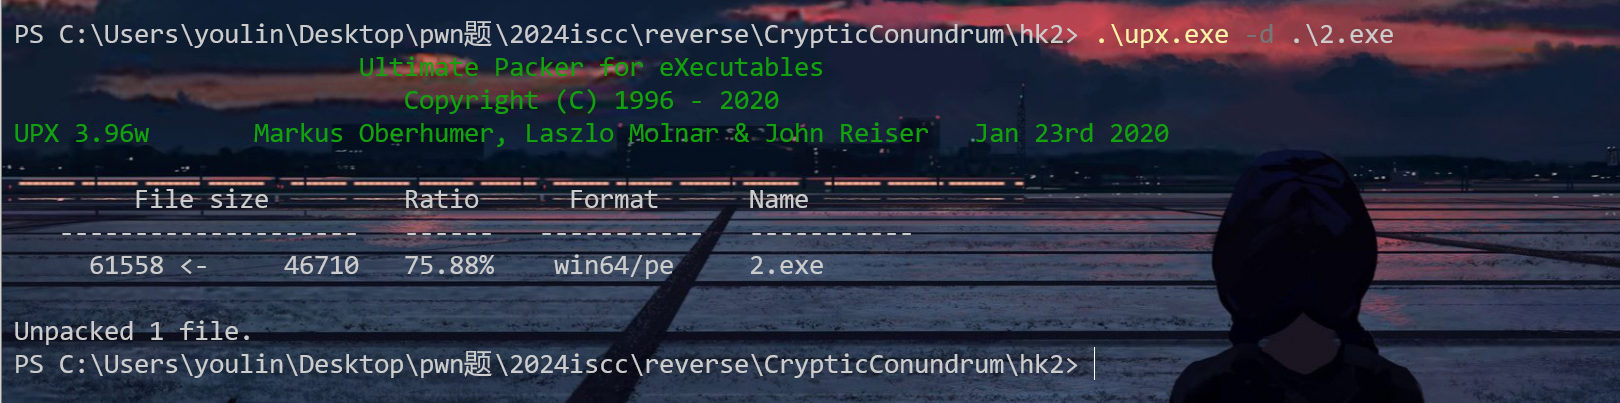 PS C:\Users\youlin\Desktop\pwn题\2024iscc\reverse\CrypticConundrum\hk2> .\upx.exe -d .\2.exe
Ultimate Packer for eXecutables
Copyright (C) 1996 - 2020
UPX 3.96w Markus Oberhumer, Laszlo Molnar & John Reiser Jan 23rd 2020
File size Ratio Format Name
-------------------- ------ ----------- -----------
61558 <- 46710 75.88% win64/pe 2.exe
Unpacked 1 file.
PS C:\Users\youlin\Desktop\pwn题\2024iscc\reverse\CrypticConundrum\hk2>